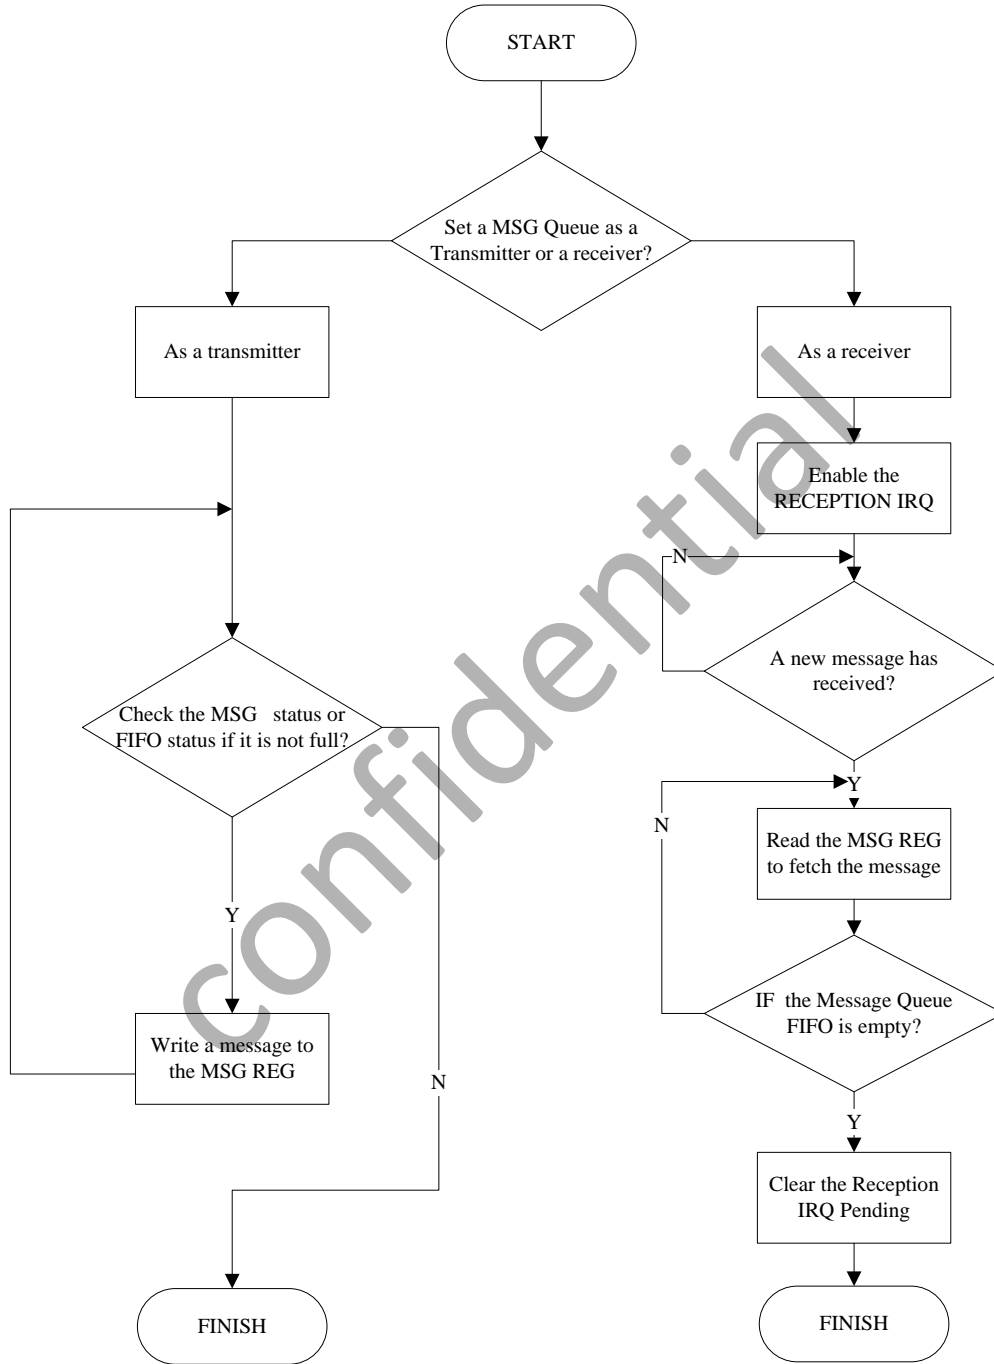 START
Set a MSG Queue as a
Transmitter or a receiver?
As a transmitter
As a receiver
Enable the
RECEPTION IRQ
N
A new message has
received?
Check the MSG status or
FIFO status if it is not full?
Y
N
Read the MSG REG
to fetch the message
Y
IF the Message Queue
FIFO is empty?
Write a message to
the MSG REG
N
Y
Clear the Reception
IRQ Pending
FINISH
FINISH
confidential